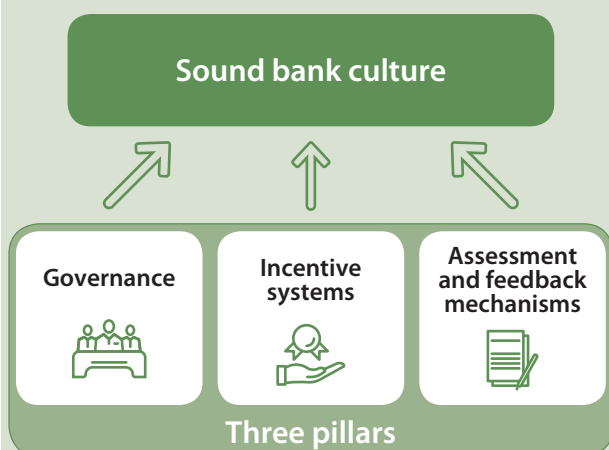 Sound bank culture
Governance
Incentive
systems
Assessment
and feedback
mechanisms
Three pillars